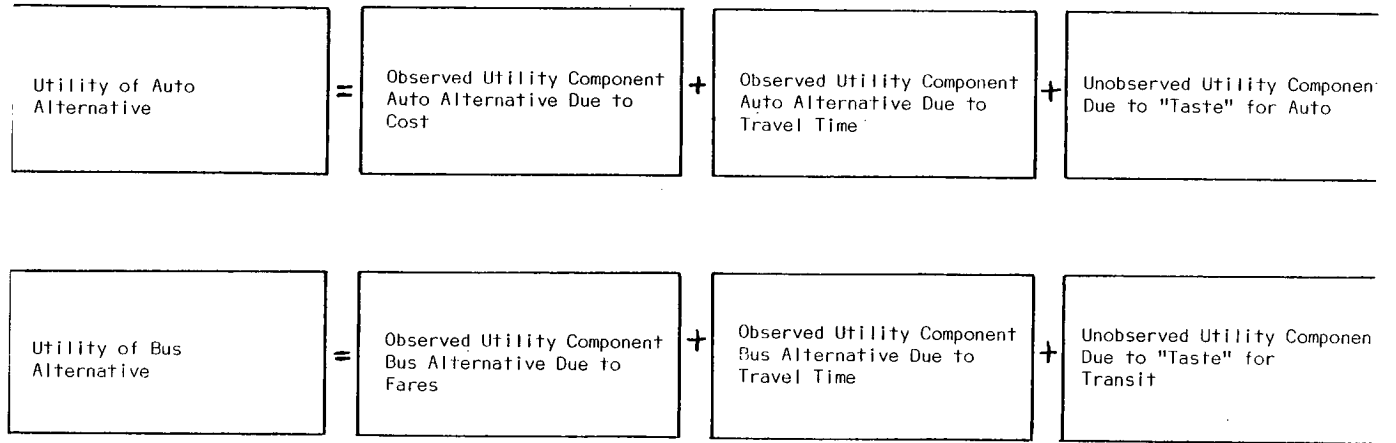 Utility of Auto
Alternative
=
Observed Utility Component
Auto Alternative Due to
Cost
+
Observed Utility Component
Auto Alternative Due to
Travel Time
+
Unobserved Utility Component
Due to "Taste" for Auto
Utility of Bus
Alternative
=
Observed Utility Component
Bus Alternative Due to
Fares
+
Observed Utility Component
Bus Alternative Due to
Travel Time
+
Unobserved Utility Componen
Due to "Taste" for
Transit